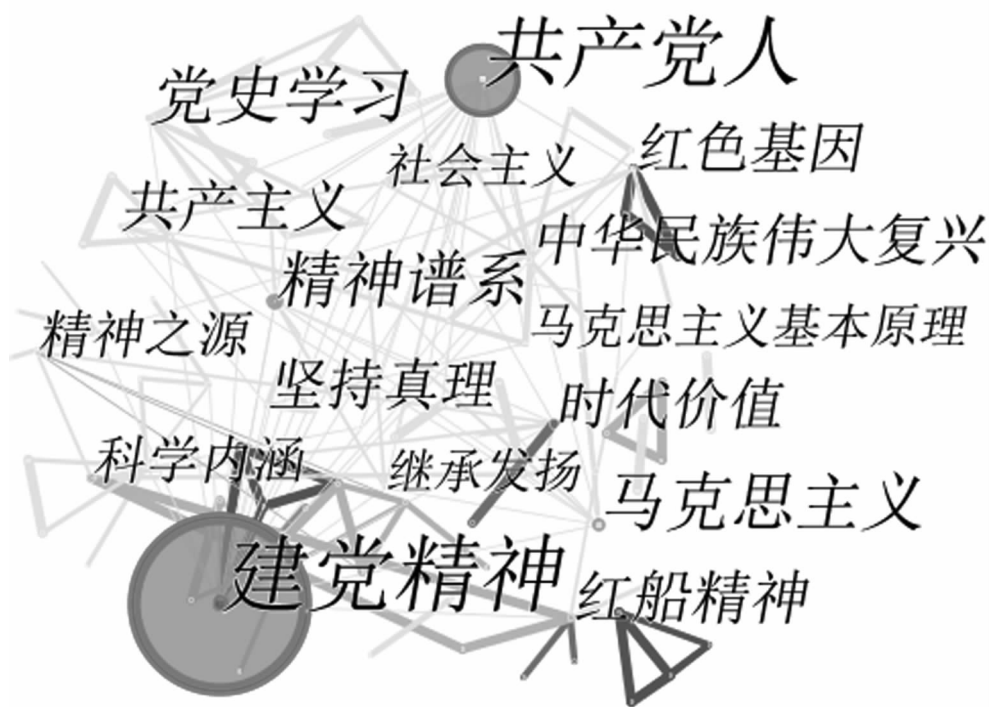 共产党人
党史学习
红色基因
社会主义
共产主义
中华民族伟大复兴
精神谱系
精神之源
马克思主义基本原理
坚持真理
时代价值
科学内涵
继承发扬
马克思主义
建党精神
红船精神